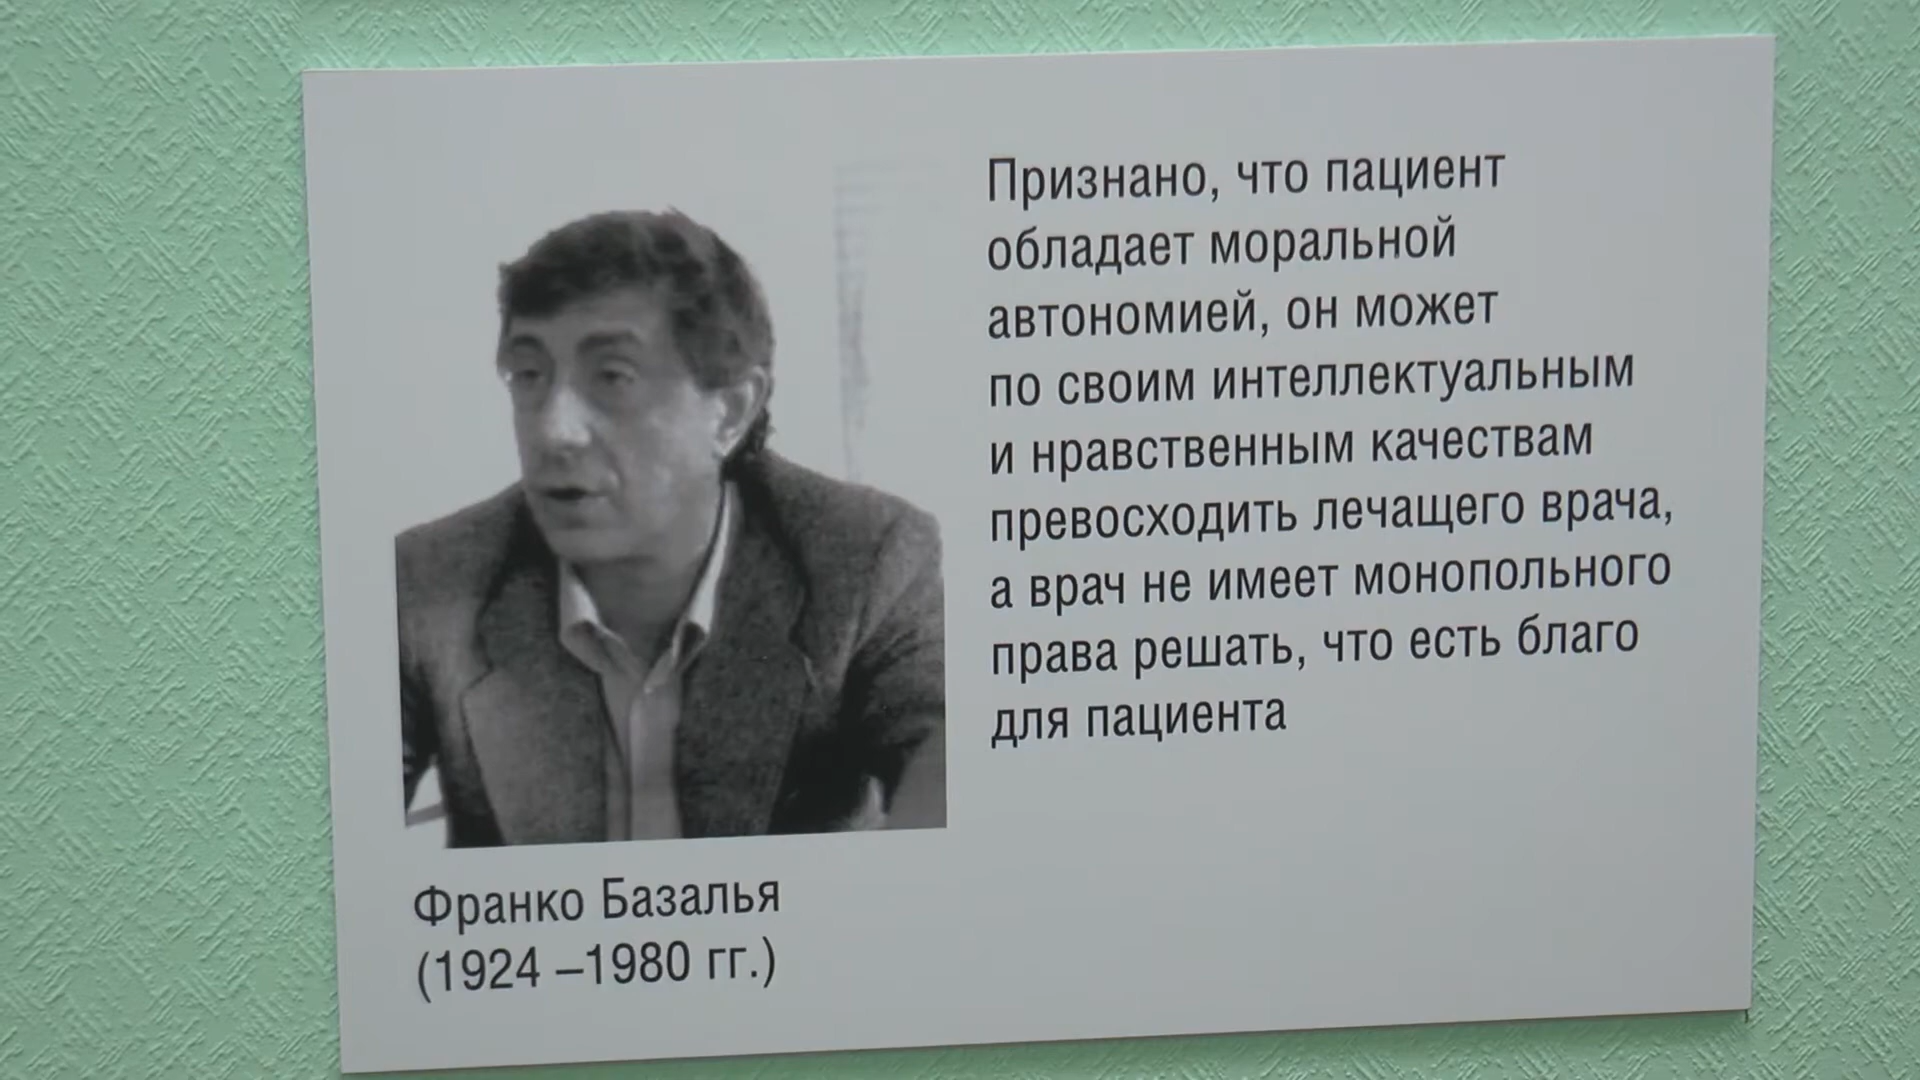 Признано, что пациент
обладает моральной
автономией, он может
по своим интеллектуальным
и нравственным качествам
превосходить лечащего врача,
а врач не имеет монопольного
права решать, что есть благо
для пациента
Франко Базалья
(1924 –1980 гг.)